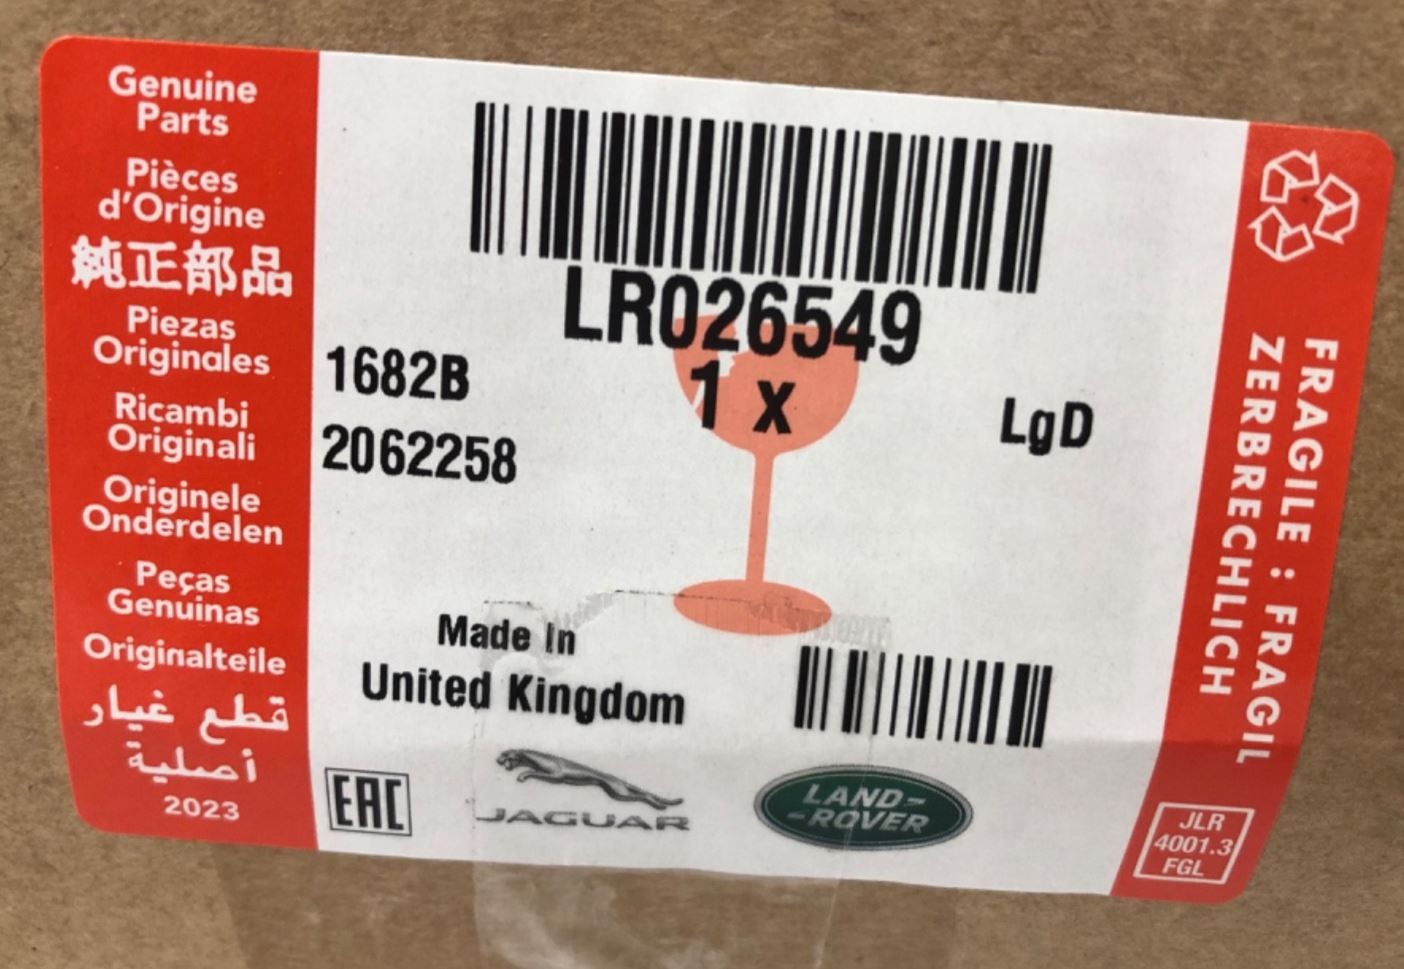 Genuine
Parts
Pièces
d'Origine
純正部品
Piezas
Originales
Ricambi
Originali
Originele
Onderdelen
Peças
Genuinas
Originalteile
قطع غيار
أصلية
2023
LR026549
1 x
LgD
1682B
2062258
Made In
United Kingdom
EAC
JAGUAR
LAND-
-ROVER
FRAGILE : FRAGIL
ZERBRECHLICH
JLR
4001.3
FGL